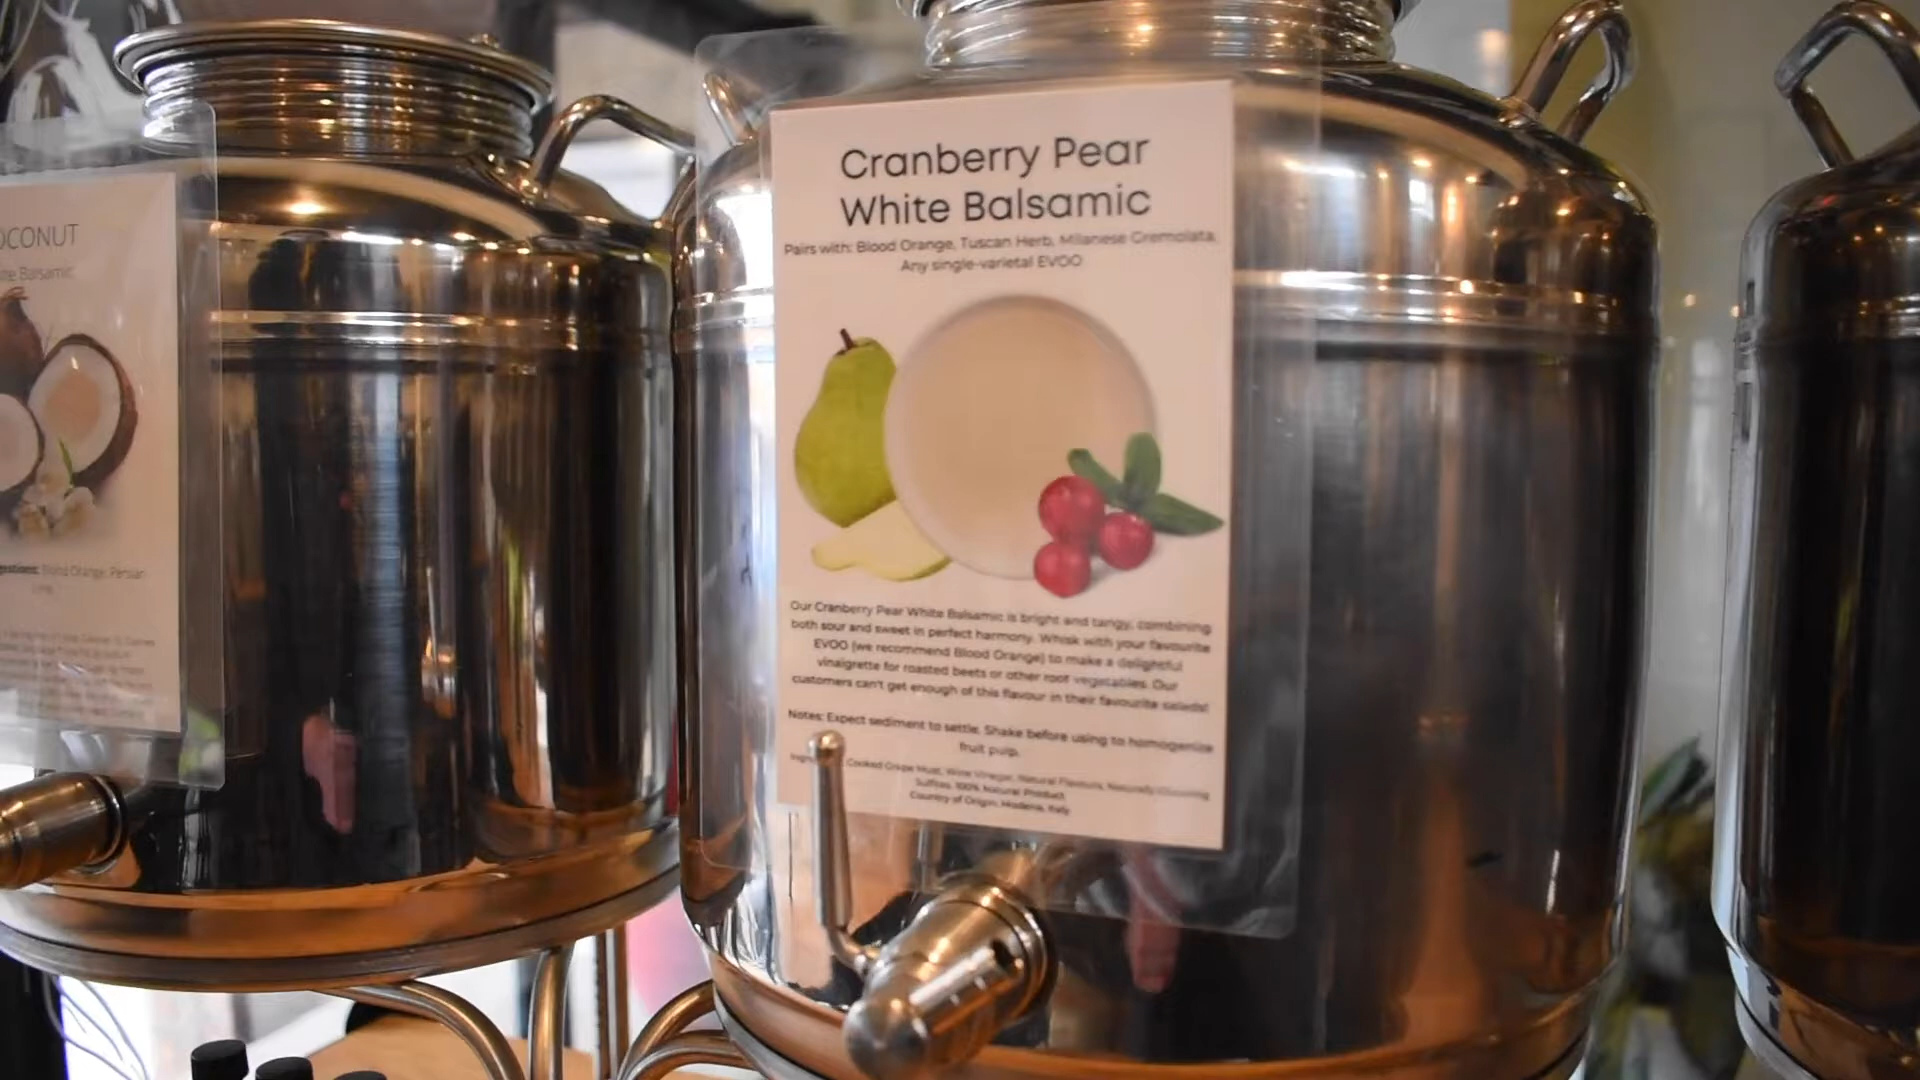 OCONUT
te Balsamic
gestions: Blood Orange, Persian
Cranberry Pear
White Balsamic
Pairs with: Blood Orange, Tuscan Herb, Milanese Gremolata,
Any single-varietal EVOO
Our Cranberry Pear White Balsamic is bright and tangy, combining
both sour and sweet in perfect harmony. Whisk with your favourite
EVOO (we recommend Blood Orange) to make a delightful
vinaigrette for roasted beets or other root vegetables. Our
customers can't get enough of this flavour in their favourite salads!
Notes: Expect sediment to settle. Shake before using to homogenize
fruit pulp.
Cooked Grape Must, Wine Vinegar, Natural Flavours, Naturally Occurring
Sulfites. 100% Natural Product
Country of Origin: Modena, Italy